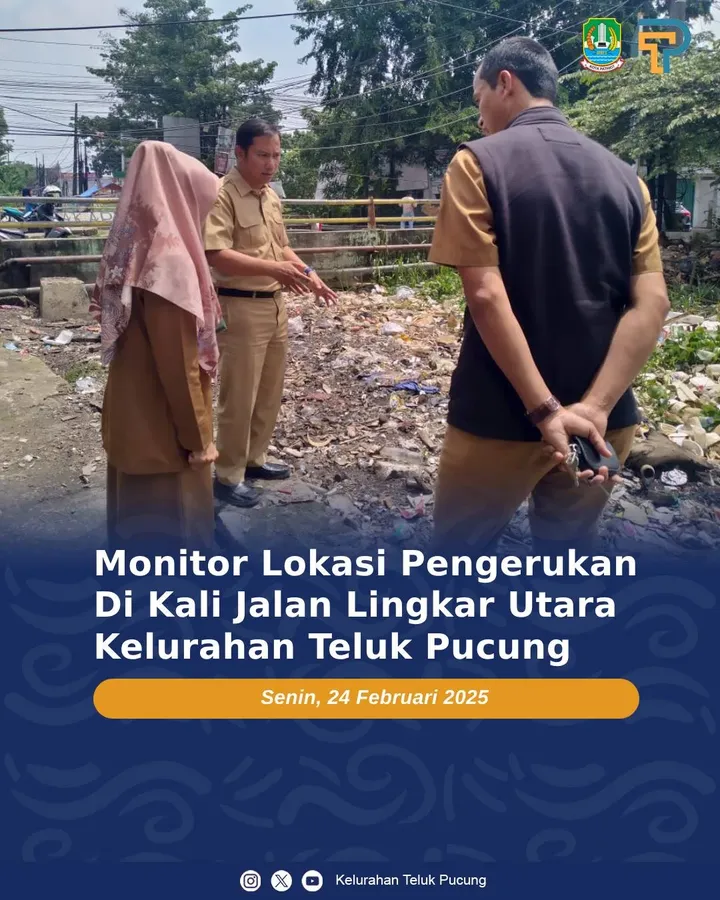 Monitor Lokasi Pengerukan
Di Kali Jalan Lingkar Utara
Kelurahan Teluk Pucung
Senin, 24 Februari 2025
Kelurahan Teluk Pucung